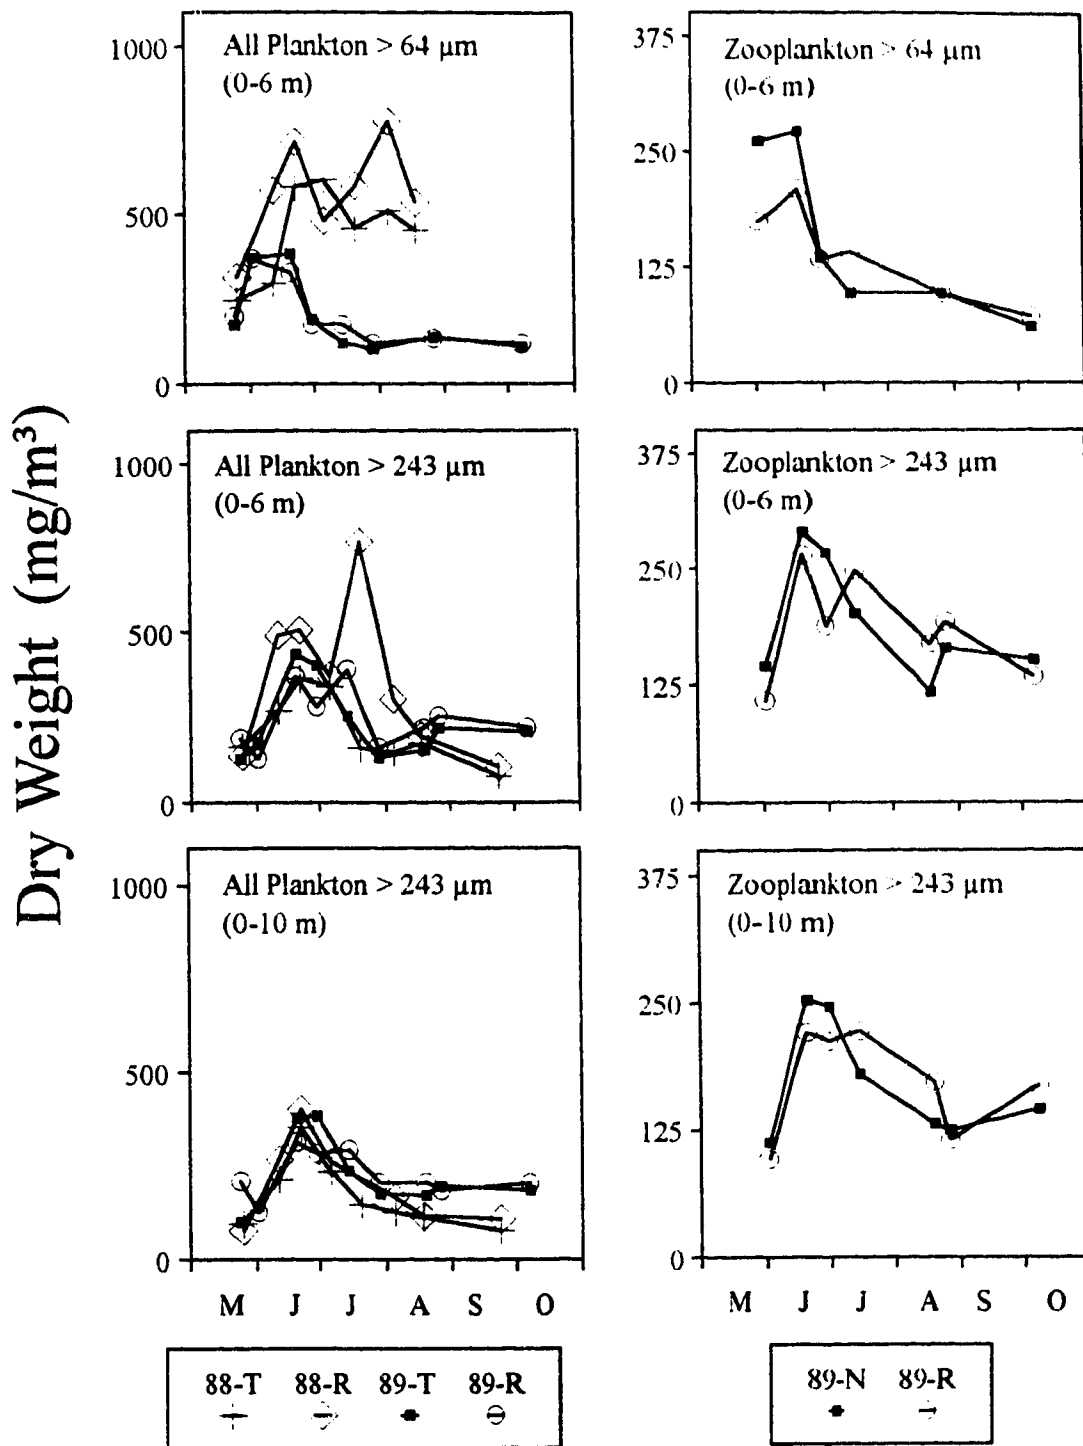 Dry Weight (mg/m³)
All Plankton > 64 µm
(0-6 m)
1000
500
0
Zooplankton > 64 µm
(0-6 m)
375
250
125
0
All Plankton > 243 µm
(0-6 m)
1000
500
0
Zooplankton > 243 µm
(0-6 m)
375
250
125
0
All Plankton > 243 µm
(0-10 m)
1000
500
0
Zooplankton > 243 µm
(0-10 m)
375
250
125
0
M J J A S O
M J J A S O
88-T 88-R 89-T 89-R
89-N 89-R